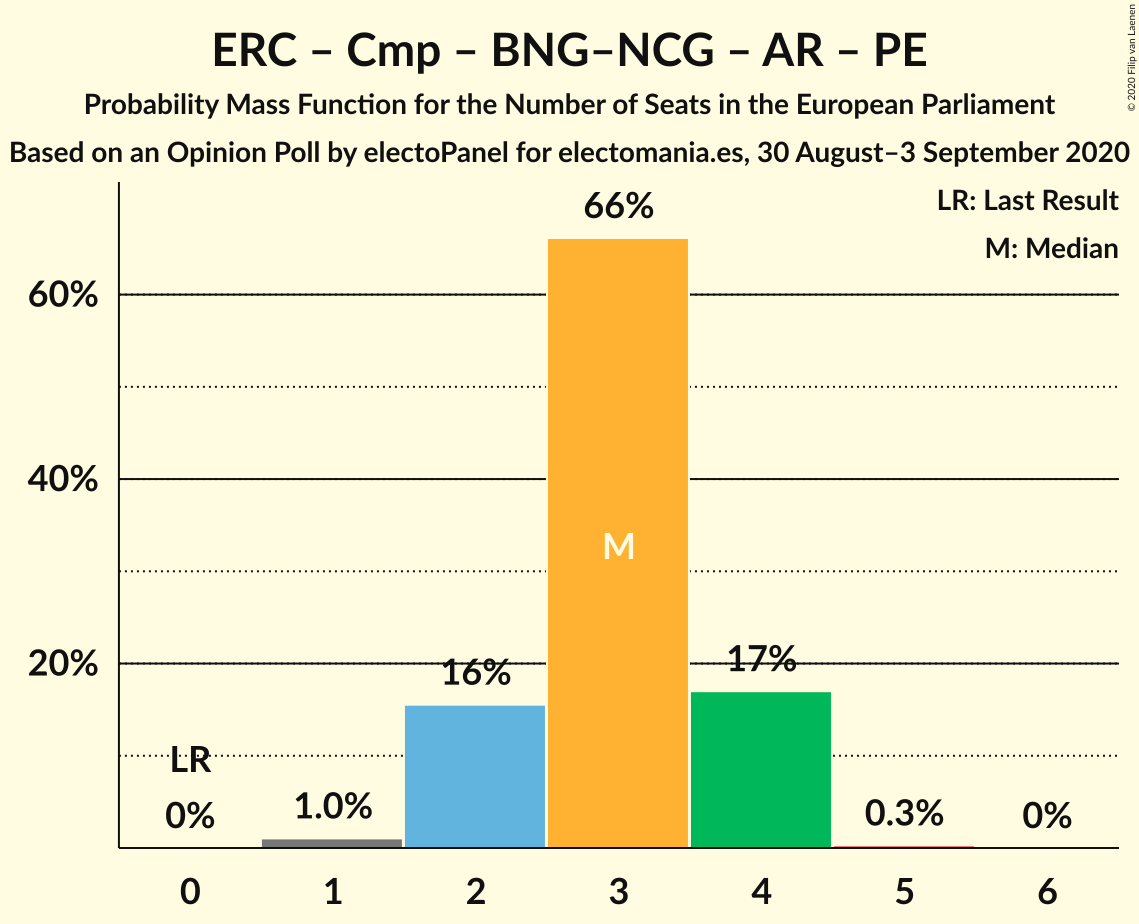 ERC – Cmp – BNG–NCG – AR – PE
Probability Mass Function for the Number of Seats in the European Parliament
Based on an Opinion Poll by electoPanel for electomania.es, 30 August–3 September 2020
© 2020 Filip van Laenen
LR: Last Result
M: Median
66%
60%
M
40%
20%
16%
17%
LR
0%
1.0%
0.3%
0%
0 1 2 3 4 5 6